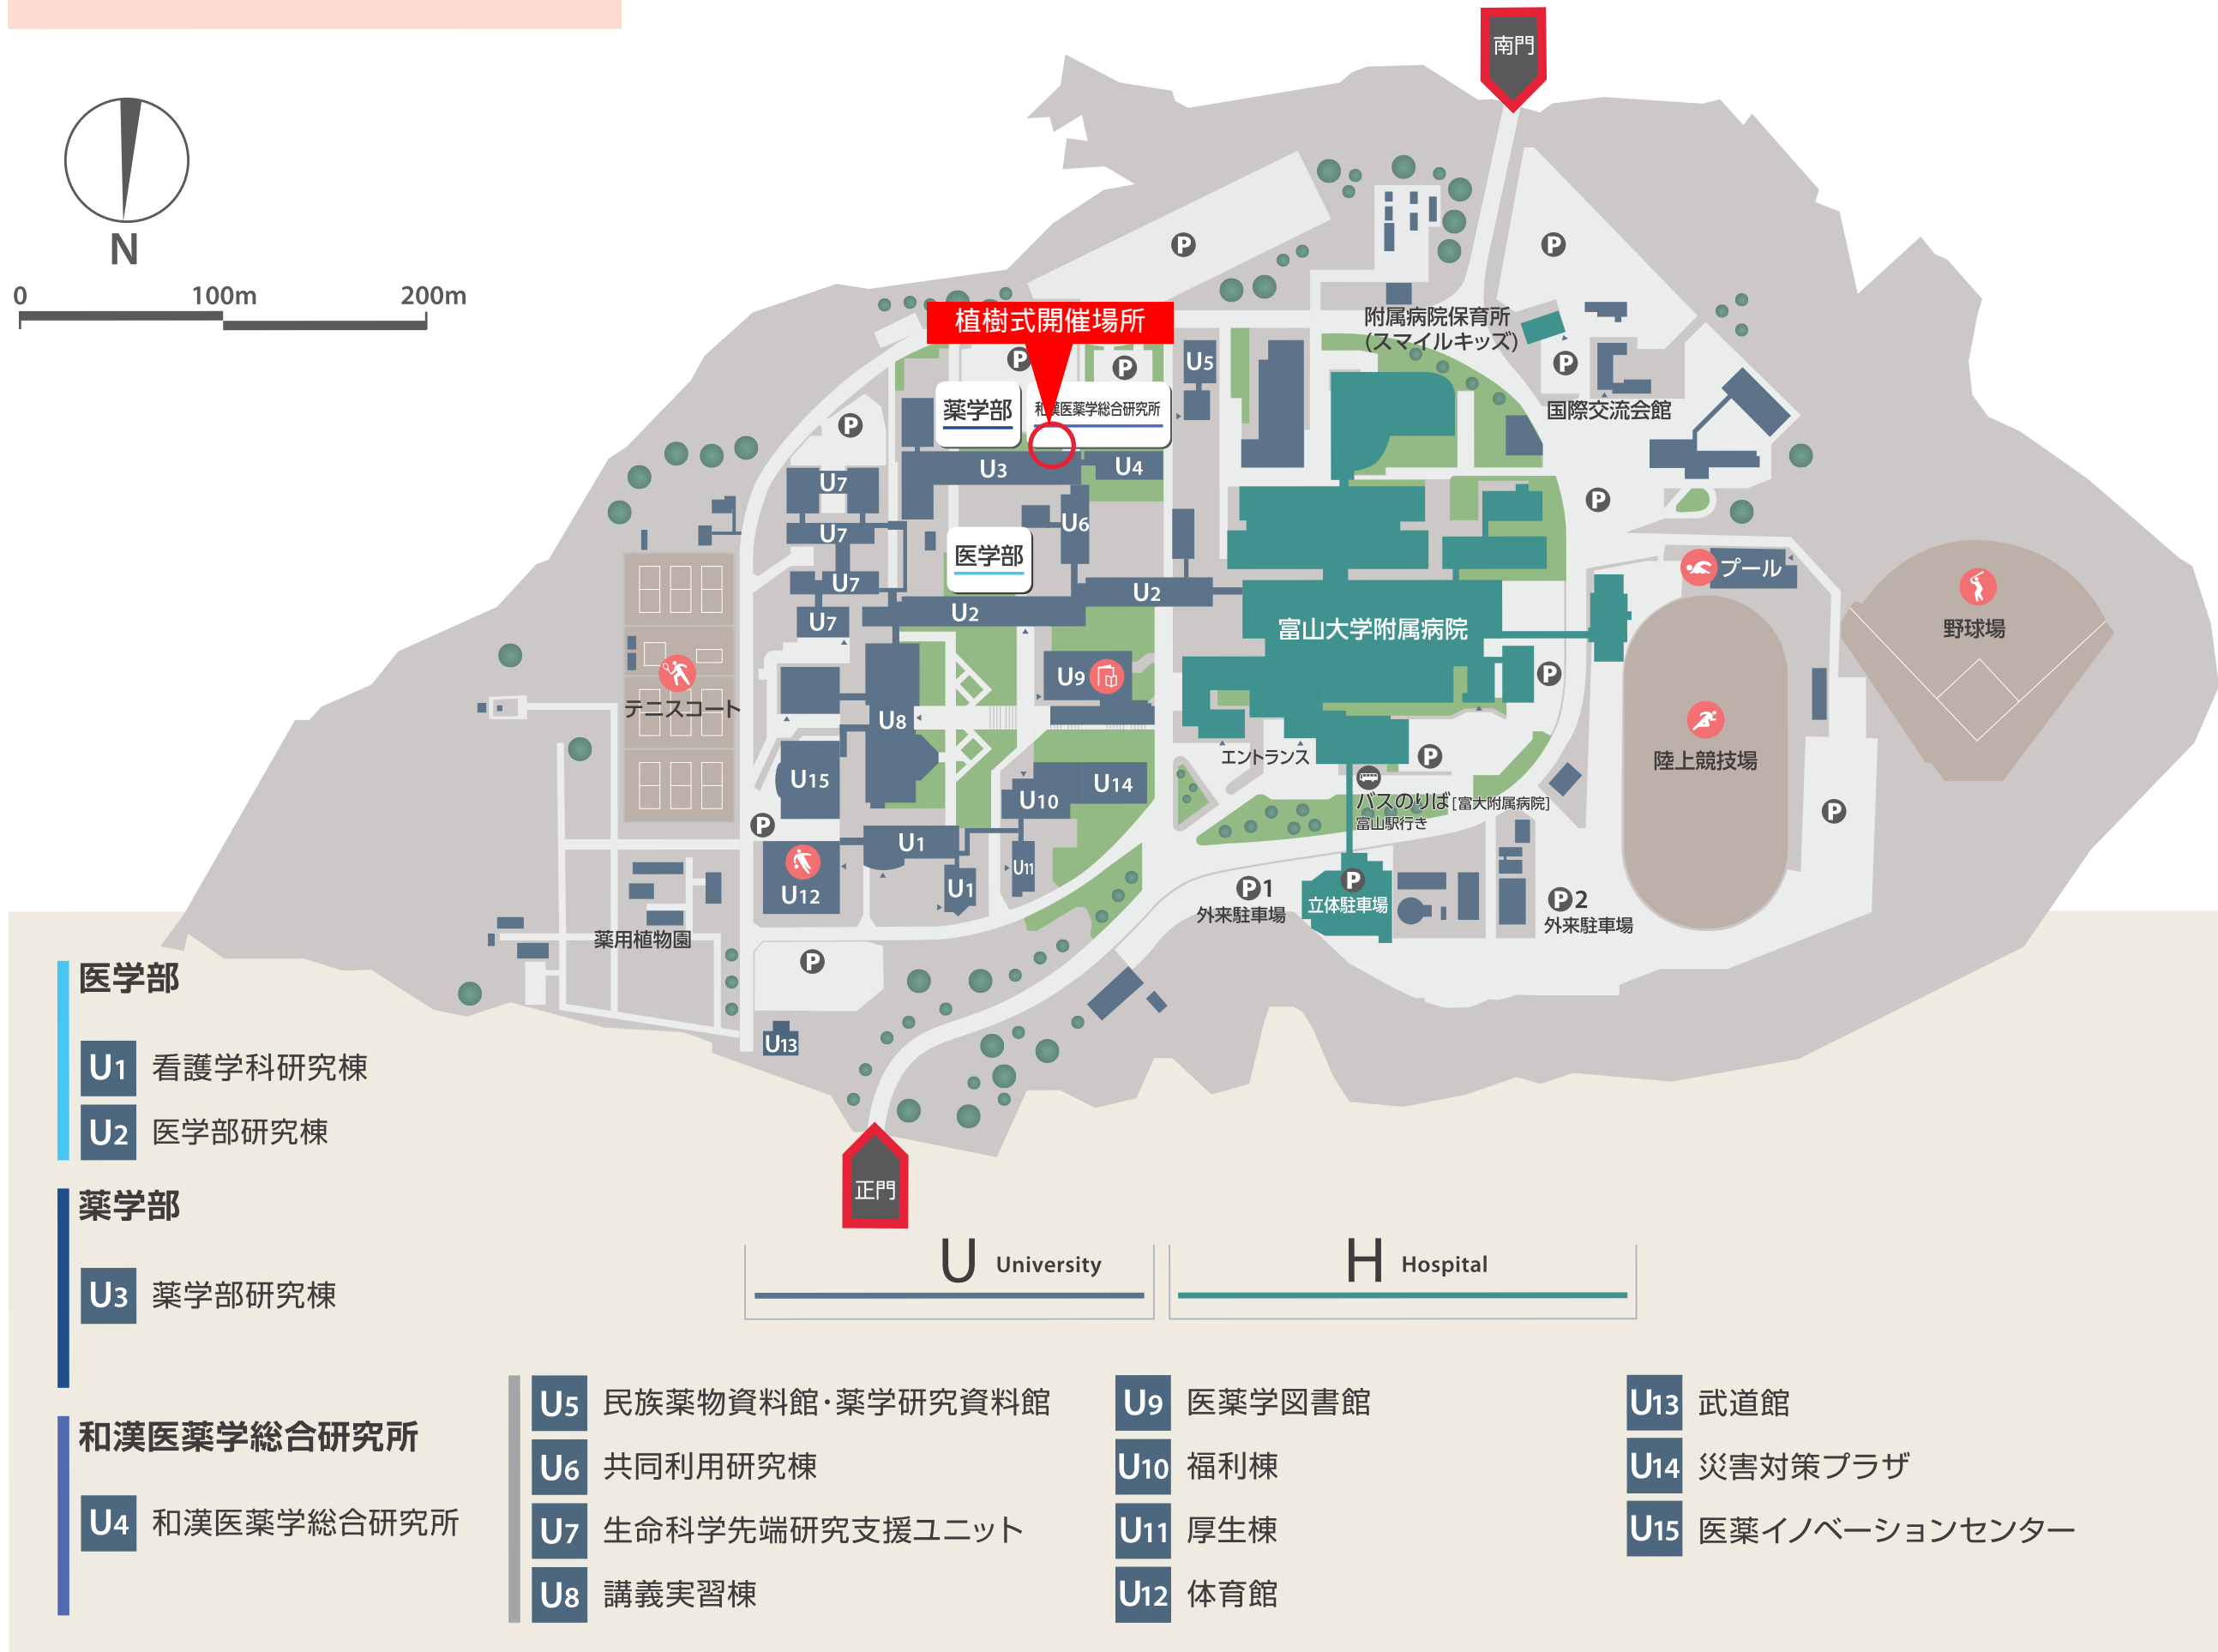 南門
N
0 100m 200m
植樹式開催場所
附属病院保育所
(スマイルキッズ)
P
P
P
P
U5
P
薬学部
和漢医薬学総合研究所
国際交流会館
P
U3
U4
U7
P
U6
U7
医学部
プール
U7
U2
U2
野球場
U7
富山大学附属病院
U9
P
テニスコート
U8
陸上競技場
エントランス
P
U15
U14
U10
バスのりば[富大附属病院]
富山駅行き
P
P
U1
U11
U12
U1
P
P1
外来駐車場
立体駐車場
P2
外来駐車場
薬用植物園
P
U13
正門
医学部
U1 看護学科研究棟
U2 医学部研究棟
薬学部
U3 薬学部研究棟
和漢医薬学総合研究所
U4 和漢医薬学総合研究所
U University
H Hospital
U5 民族薬物資料館・薬学研究資料館
U6 共同利用研究棟
U7 生命科学先端研究支援ユニット
U8 講義実習棟
U9 医薬学図書館
U10 福利棟
U11 厚生棟
U12 体育館
U13 武道館
U14 災害対策プラザ
U15 医薬イノベーションセンター